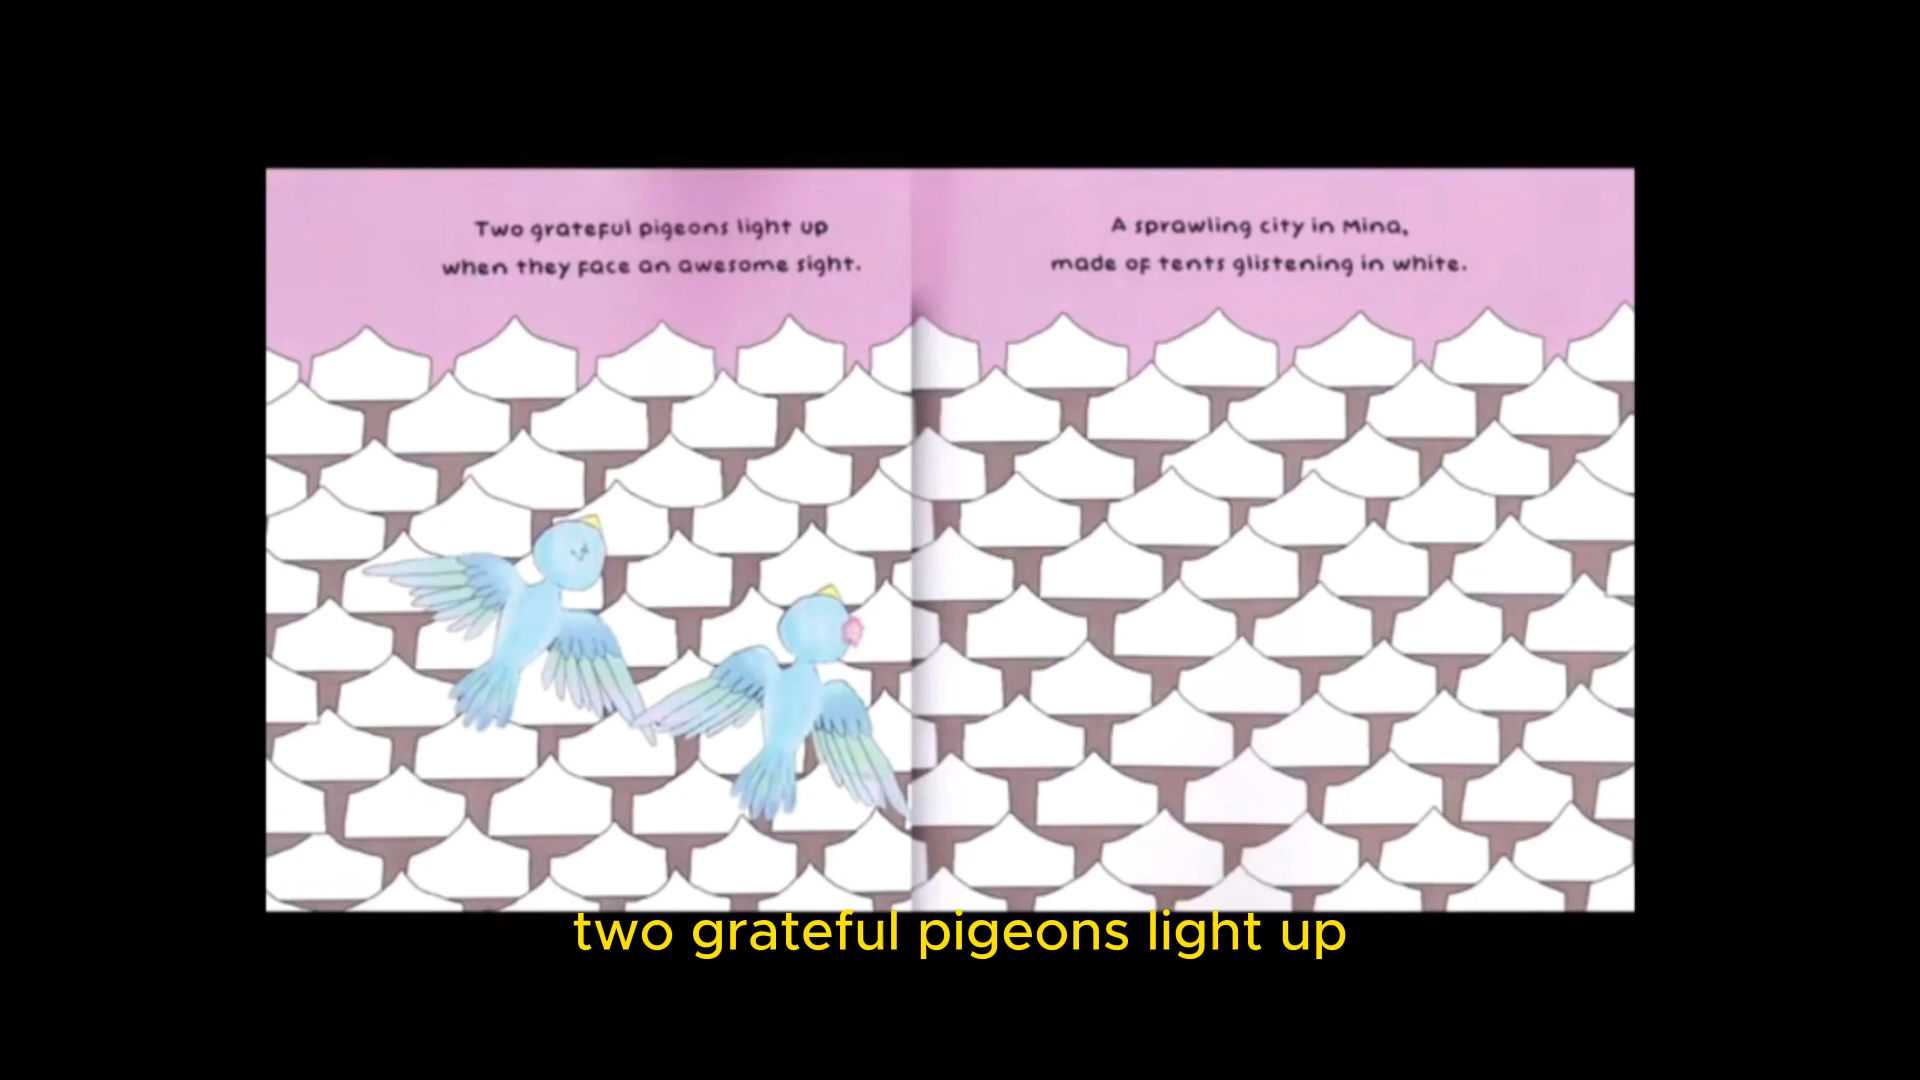 Two grateful pigeons light up
when they face an awesome sight.
A sprawling city in Mina,
made of tents glistening in white.
two grateful pigeons light up